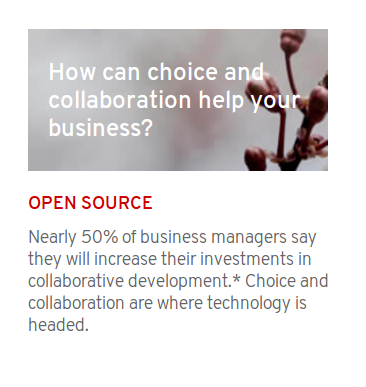 How can choice and
collaboration help your
business?
OPEN SOURCE
Nearly 50% of business managers say
they will increase their investments in
collaborative development.* Choice and
collaboration are where technology is
headed.